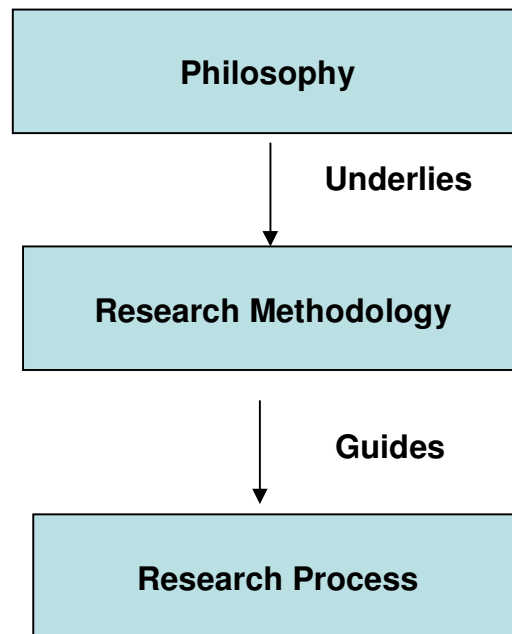 Philosophy
Underlies
Research Methodology
Guides
Research Process